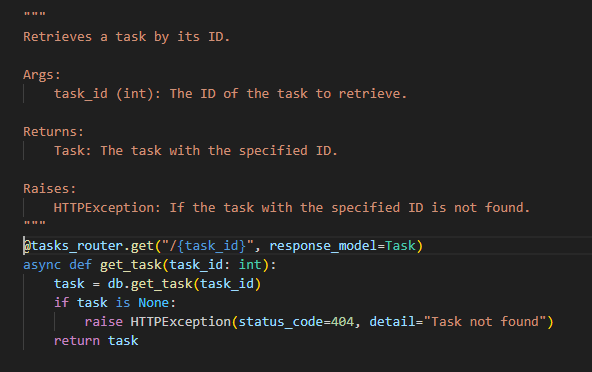 """
Retrieves a task by its ID.
Args:
task_id (int): The ID of the task to retrieve.
Returns:
Task: The task with the specified ID.
Raises:
HTTPException: If the task with the specified ID is not found.
"""
@tasks_router.get("/{task_id}", response_model=Task)
async def get_task(task_id: int):
    task = db.get_task(task_id)
    if task is None:
        raise HTTPException(status_code=404, detail="Task not found")
    return task